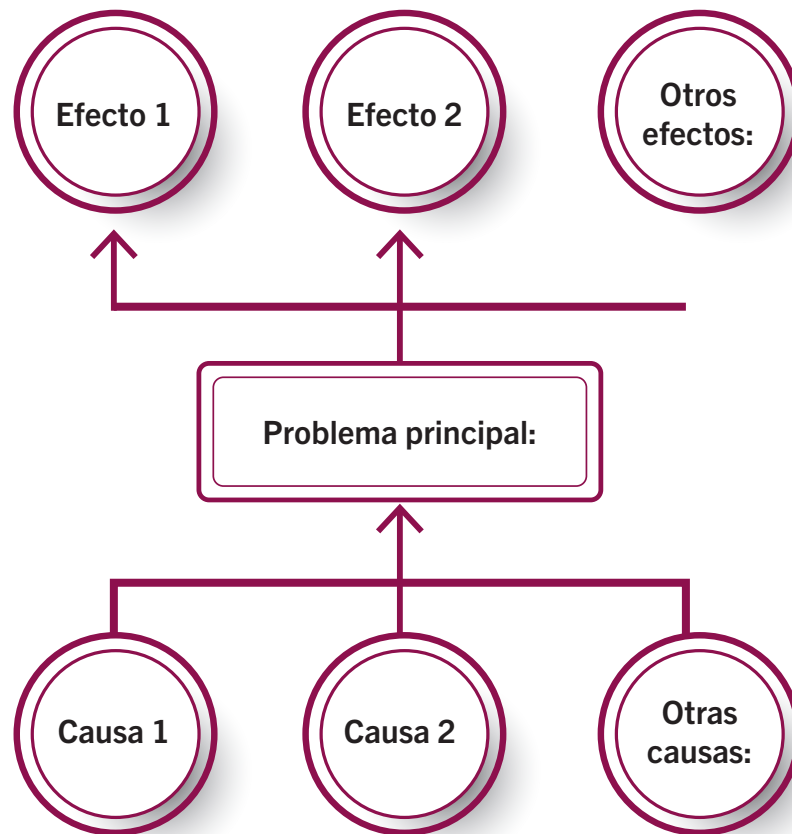 Efecto 1
Efecto 2
Otros
efectos:
Problema principal:
Causa 1
Causa 2
Otras
causas: